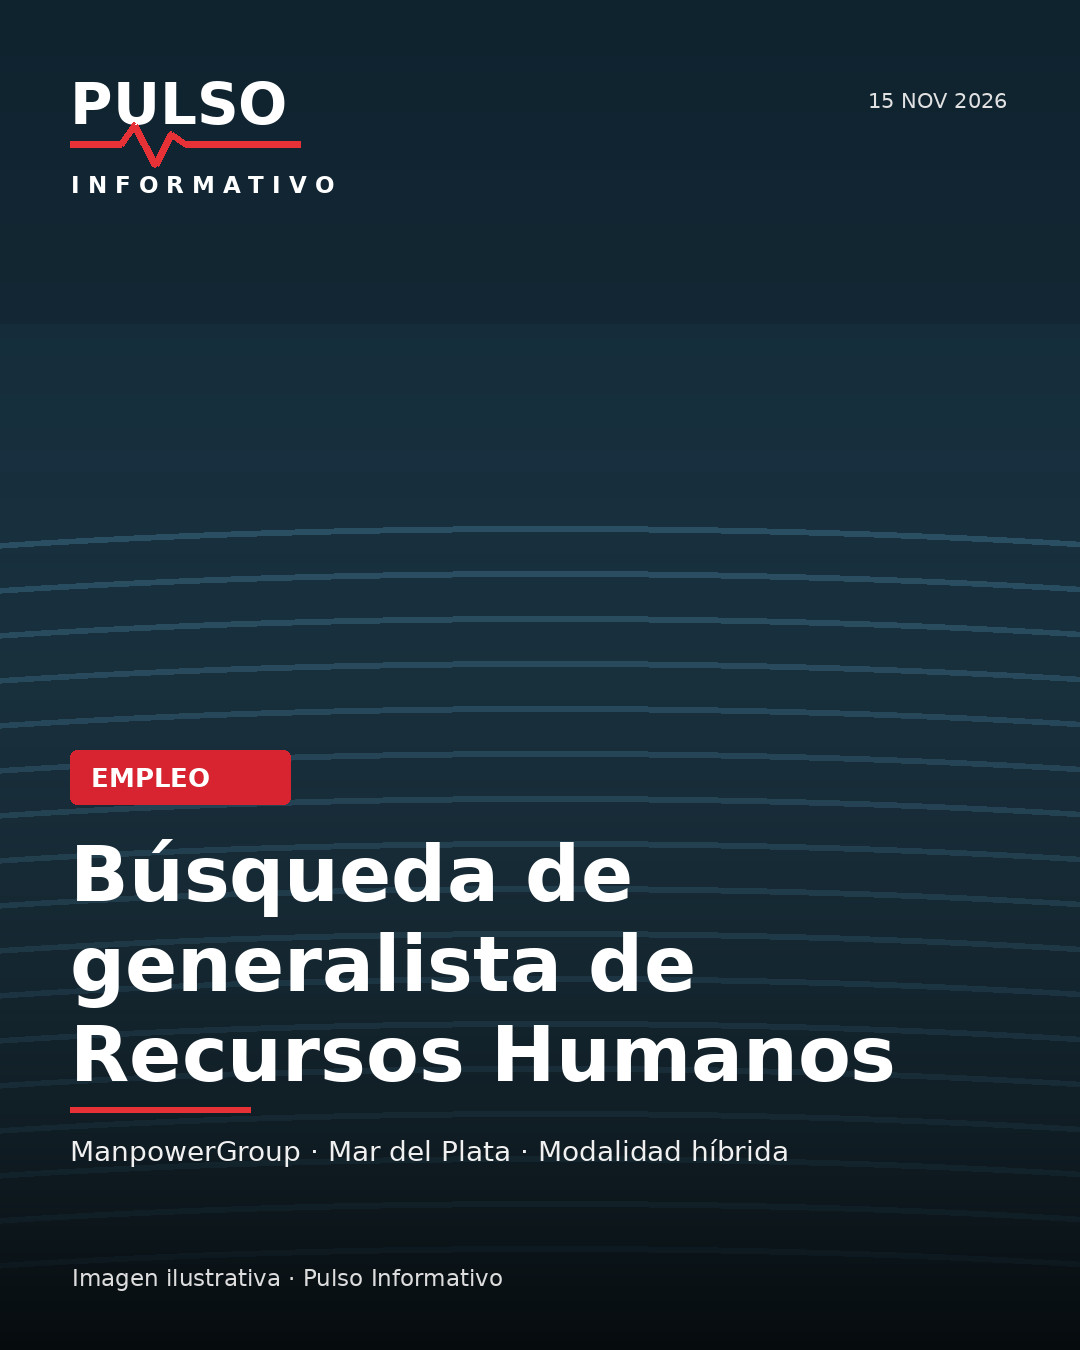 PULSO
INFORMATIVO
15 NOV 2026
EMPLEO
Búsqueda de
generalista de
Recursos Humanos
ManpowerGroup · Mar del Plata · Modalidad híbrida
Imagen ilustrativa · Pulso Informativo